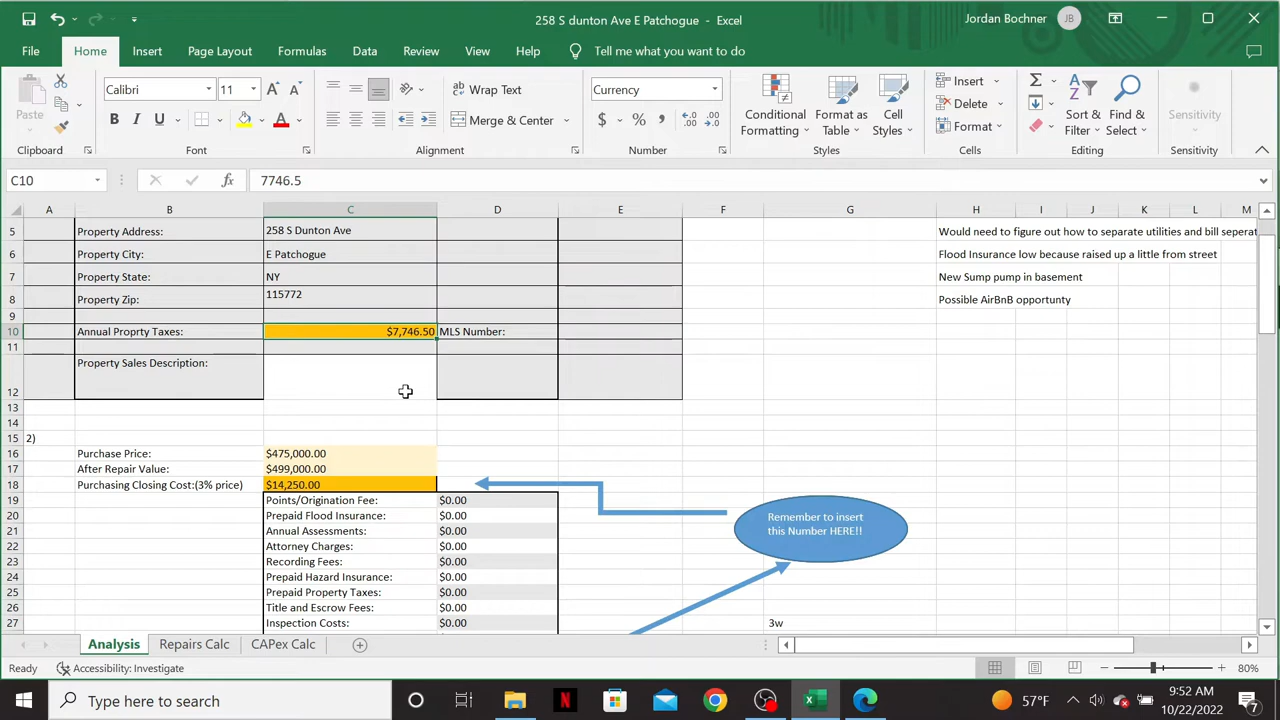 258 S dunton Ave E Patchogue - Excel
Jordan Bochner
JB
File
Home
Insert
Page Layout
Formulas
Data
Review
View
Help
Tell me what you want to do
Paste
Clipboard
Calibri
11
A A
B I U
A
Font
ab Wrap Text
Merge & Center
Alignment
Currency
$ % ,
Number
Conditional Formatting
Format as Table
Cell Styles
Styles
Insert
Delete
Format
Cells
Sort & Filter
Find & Select
Editing
Sensitivity
Sensitivity
C10
fx
7746.5
A B C D E F G H I J K L M
5 Property Address: 258 S Dunton Ave Would need to figure out how to separate utilities and bill seperat
6 Property City: E Patchogue Flood Insurance low because raised up a little from street
7 Property State: NY New Sump pump in basement
8 Property Zip: 115772 Possible AirBnB opportunty
9
10 Annual Proprty Taxes: $7,746.50 MLS Number:
11
12 Property Sales Description:
13
14
15 2)
16 Purchase Price: $475,000.00
17 After Repair Value: $499,000.00
18 Purchasing Closing Cost:(3% price) $14,250.00
19 Points/Origination Fee: $0.00
20 Prepaid Flood Insurance: $0.00
21 Annual Assessments: $0.00
22 Attorney Charges: $0.00
23 Recording Fees: $0.00
24 Prepaid Hazard Insurance: $0.00
25 Prepaid Property Taxes: $0.00
26 Title and Escrow Fees: $0.00
27 Inspection Costs: $0.00 3w
Remember to insert
this Number HERE!!
Analysis
Repairs Calc
CAPex Calc
Ready
Accessibility: Investigate
80%
Type here to search
57°F
9:52 AM
10/22/2022
7